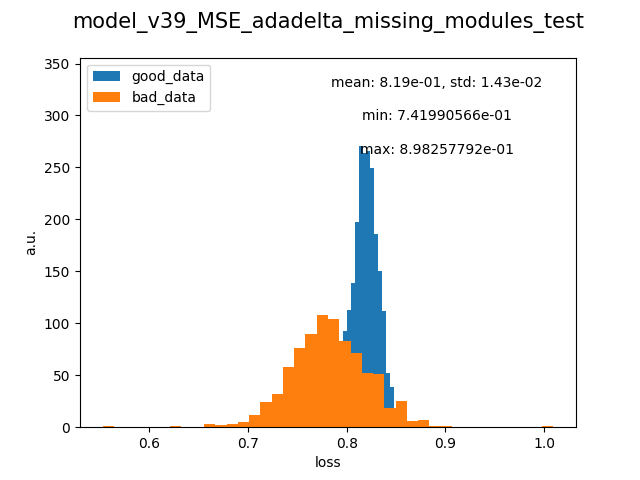 model_v39_MSE_adadelta_missing_modules_test
good_data
bad_data
mean: 8.19e-01, std: 1.43e-02
min: 7.41990566e-01
max: 8.98257792e-01
350
300
250
200
150
100
50
0
a.u.
0.6 0.7 0.8 0.9 1.0
loss